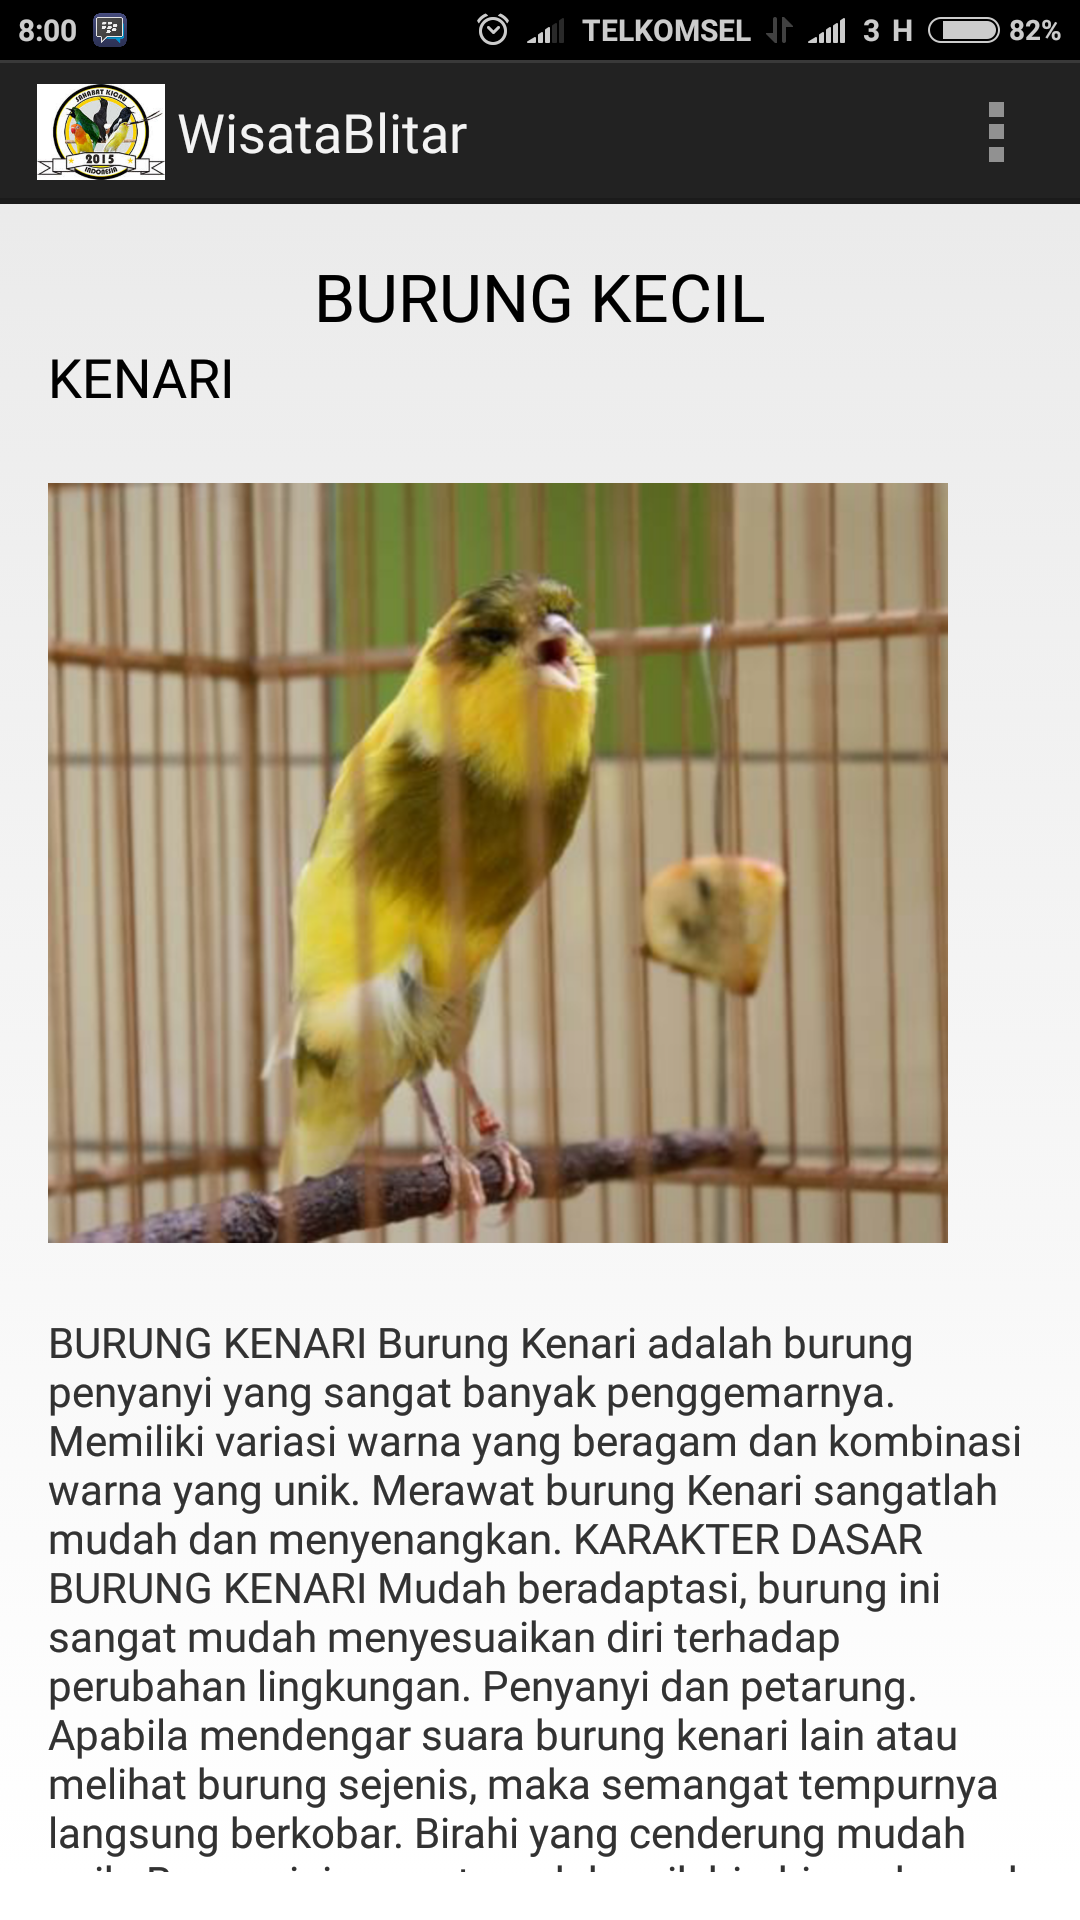 8:00 TELKOMSEL 3 H 82%
SAHABAT KICAU
2015
INDONESIA
WisataBlitar
BURUNG KECIL
KENARI
BURUNG KENARI Burung Kenari adalah burung
penyanyi yang sangat banyak penggemarnya.
Memiliki variasi warna yang beragam dan kombinasi
warna yang unik. Merawat burung Kenari sangatlah
mudah dan menyenangkan. KARAKTER DASAR
BURUNG KENARI Mudah beradaptasi, burung ini
sangat mudah menyesuaikan diri terhadap
perubahan lingkungan. Penyanyi dan petarung.
Apabila mendengar suara burung kenari lain atau
melihat burung sejenis, maka semangat tempurnya
langsung berkobar. Birahi yang cenderung mudah